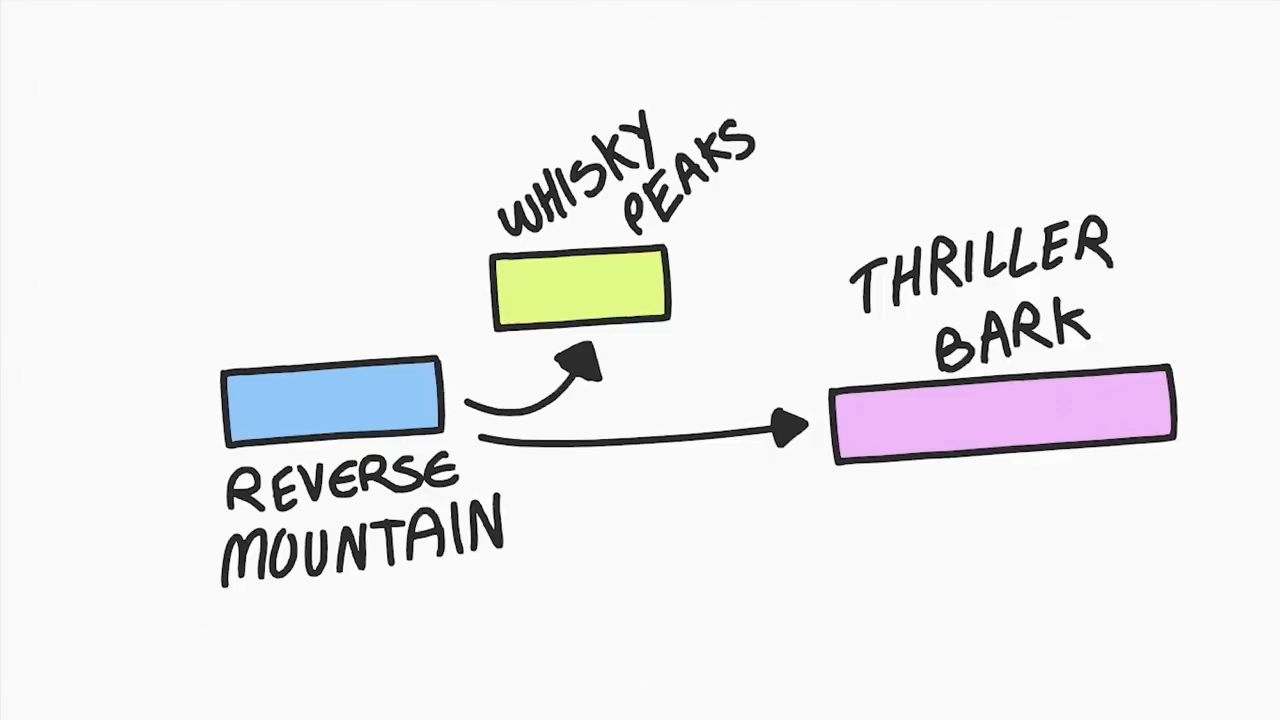 WHISKY
PEAKS
THRILLER
BARK
REVERSE
MOUNTAIN